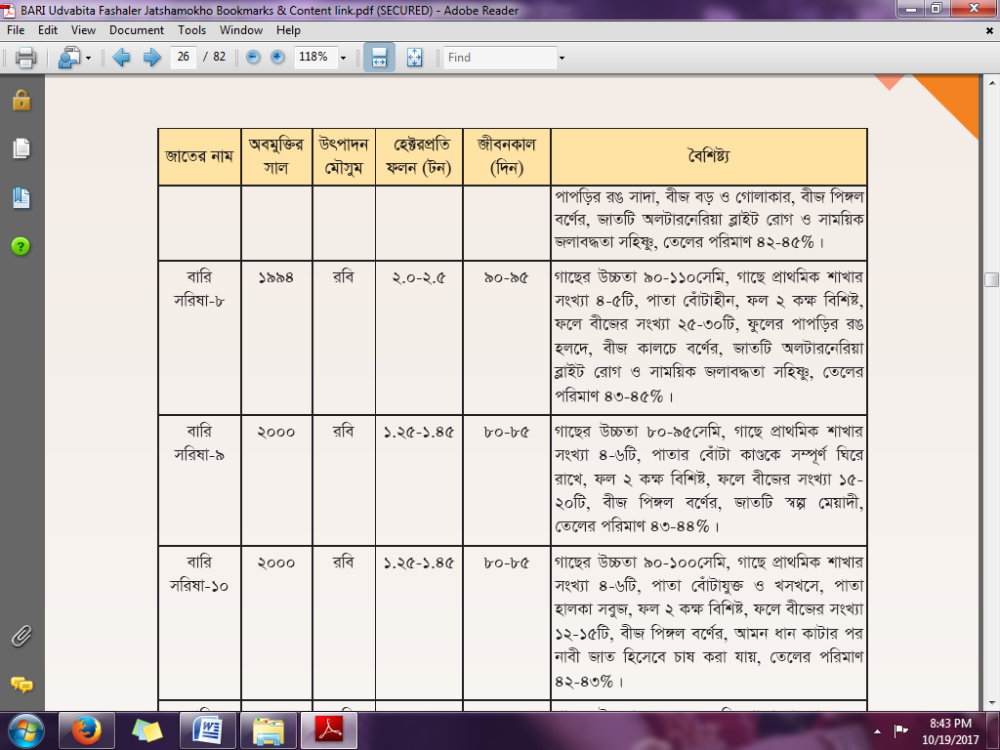 BARI Udvabita Fashaler Jatshamokho Bookmarks & Content link.pdf (SECURED) - Adobe Reader
File Edit View Document Tools Window Help
26 / 82 118% Find
জাতের নাম অবমুক্তির সাল উৎপাদন মৌসুম হেক্টরপ্রতি ফলন (টন) জীবনকাল (দিন) বৈশিষ্ট্য
পাপড়ির রঙ সাদা, বীজ বড় ও গোলাকার, বীজ পিঙ্গল
বর্ণের, জাতটি অলটারনেরিয়া ব্লাইট রোগ ও সাময়িক
জলাবদ্ধতা সহিষ্ণু, তেলের পরিমাণ ৪২-৪৫%।
বারি সরিষা-৮ ১৯৯৪ রবি ২.০-২.৫ ৯০-৯৫
গাছের উচ্চতা ৯০-১১০সেমি, গাছে প্রাথমিক শাখার
সংখ্যা ৪-৫টি, পাতা বোঁটাহীন, ফল ২ কক্ষ বিশিষ্ট,
ফলে বীজের সংখ্যা ২৫-৩০টি, ফুলের পাপড়ির রঙ
হলদে, বীজ কালচে বর্ণের, জাতটি অলটারনেরিয়া
ব্লাইট রোগ ও সাময়িক জলাবদ্ধতা সহিষ্ণু, তেলের
পরিমাণ ৪৩-৪৫%।
বারি সরিষা-৯ ২০০০ রবি ১.২৫-১.৪৫ ৮০-৮৫
গাছের উচ্চতা ৮০-৯৫সেমি, গাছে প্রাথমিক শাখার
সংখ্যা ৪-৬টি, পাতার বোঁটা কাণ্ডকে সম্পূর্ণ ঘিরে
রাখে, ফল ২ কক্ষ বিশিষ্ট, ফলে বীজের সংখ্যা ১৫-
২০টি, বীজ পিঙ্গল বর্ণের, জাতটি স্বল্প মেয়াদী,
তেলের পরিমাণ ৪৩-৪৪%।
বারি সরিষা-১০ ২০০০ রবি ১.২৫-১.৪৫ ৮০-৮৫
গাছের উচ্চতা ৯০-১০০সেমি, গাছে প্রাথমিক শাখার
সংখ্যা ৪-৬টি, পাতা বোঁটাযুক্ত ও খসখসে, পাতা
হালকা সবুজ, ফল ২ কক্ষ বিশিষ্ট, ফলে বীজের সংখ্যা
১২-১৫টি, বীজ পিঙ্গল বর্ণের, আমন ধান কাটার পর
নাবী জাত হিসেবে চাষ করা যায়, তেলের পরিমাণ
৪২-৪৩%।
8:43 PM
10/19/2017